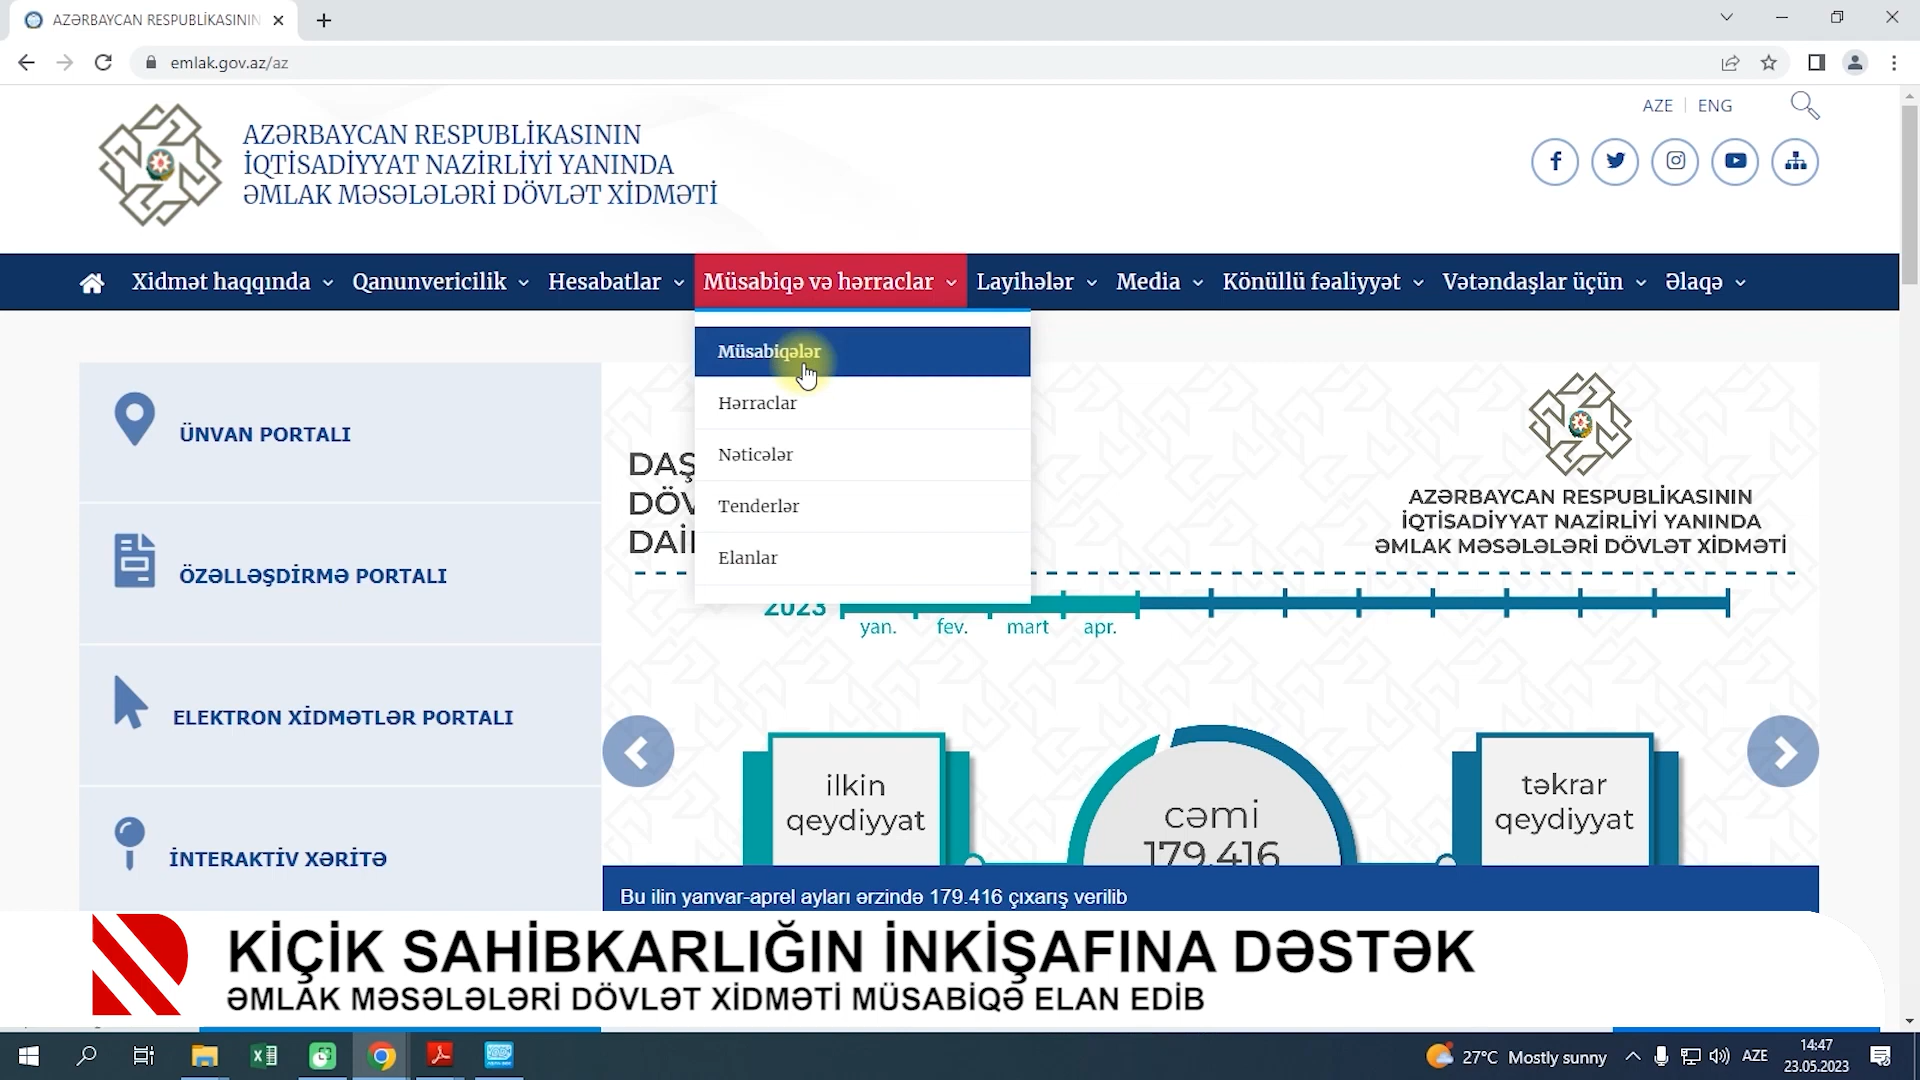 AZƏRBAYCAN RESPUBLİKASININ
emlak.gov.az/az
AZE | ENG
AZƏRBAYCAN RESPUBLİKASININ
İQTİSADİYYAT NAZİRLİYİ YANINDA
ƏMLAK MƏSƏLƏLƏRİ DÖVLƏT XİDMƏTİ
Xidmət haqqında Qanunvericilik Hesabatlar Müsabiqə və hərraclar Layihələr Media Könüllü fəaliyyət Vətəndaşlar üçün Əlaqə
Müsabiqələr
Hərraclar
Nəticələr
Tenderlər
Elanlar
ÜNVAN PORTALI
ÖZƏLLƏŞDİRMƏ PORTALI
ELEKTRON XİDMƏTLƏR PORTALI
İNTERAKTİV XƏRİTƏ
AZƏRBAYCAN RESPUBLİKASININ
İQTİSADİYYAT NAZİRLİYİ YANINDA
ƏMLAK MƏSƏLƏLƏRİ DÖVLƏT XİDMƏTİ
2023
yan. fev. mart apr.
ilkin
qeydiyyat
cəmi
179.416
təkrar
qeydiyyat
Bu ilin yanvar-aprel ayları ərzində 179.416 çıxarış verilib
KİÇİK SAHİBKARLIĞIN İNKİŞAFINA DƏSTƏK
ƏMLAK MƏSƏLƏLƏRİ DÖVLƏT XİDMƏTİ MÜSABİQƏ ELAN EDİB
27°C Mostly sunny
AZE
14:47
23.05.2023